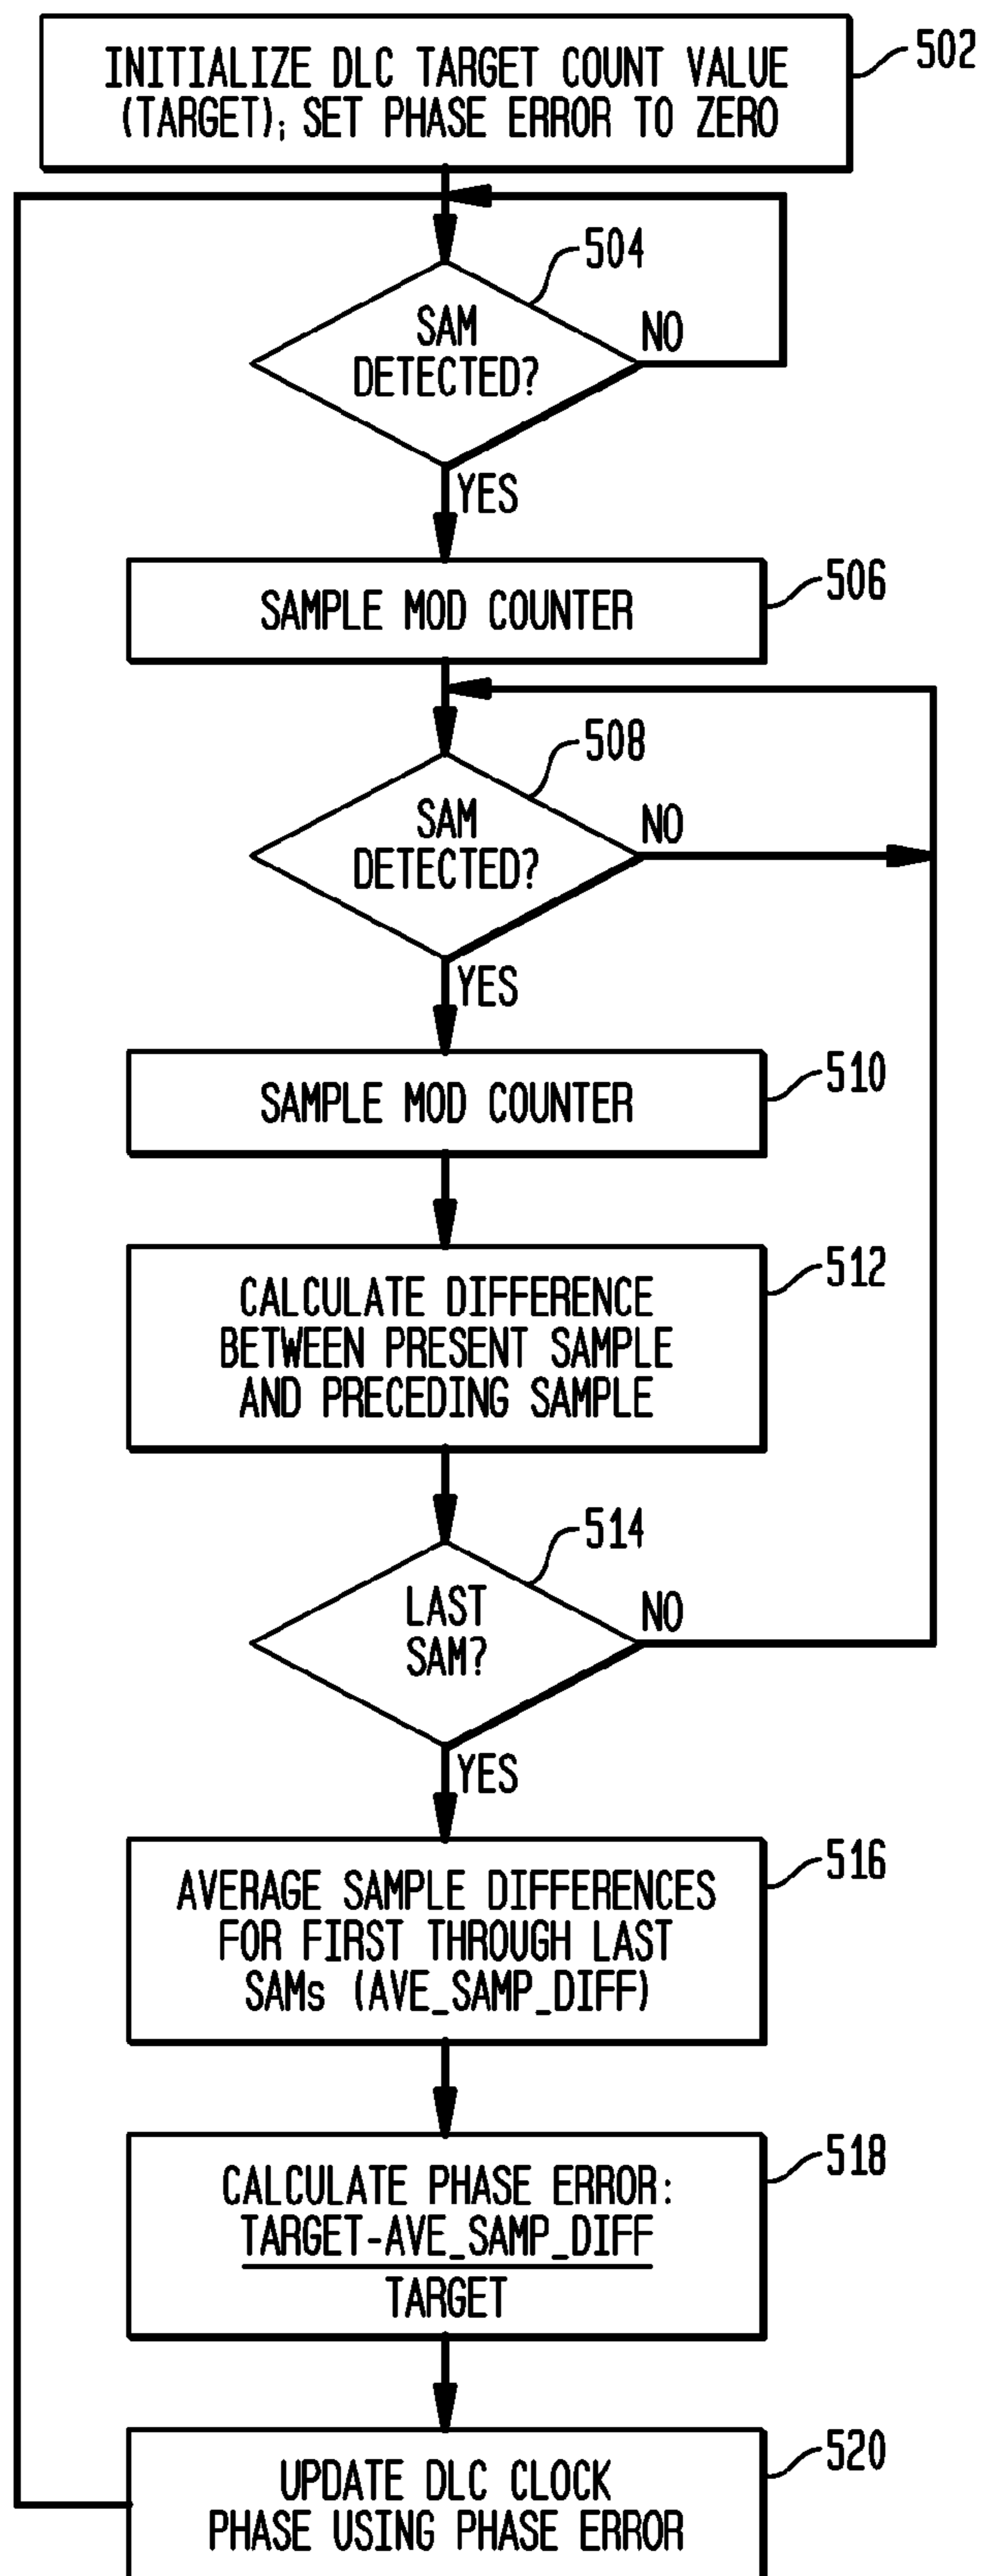 INITIALIZE DLC TARGET COUNT VALUE
(TARGET); SET PHASE ERROR TO ZERO
502
504
SAM
DETECTED?
NO
YES
SAMPLE MOD COUNTER
506
508
SAM
DETECTED?
NO
YES
SAMPLE MOD COUNTER
510
CALCULATE DIFFERENCE
BETWEEN PRESENT SAMPLE
AND PRECEDING SAMPLE
512
514
LAST
SAM?
NO
YES
AVERAGE SAMPLE DIFFERENCES
FOR FIRST THROUGH LAST
SAMs (AVE_SAMP_DIFF)
516
CALCULATE PHASE ERROR:
TARGET-AVE_SAMP_DIFF
TARGET
518
UPDATE DLC CLOCK
PHASE USING PHASE ERROR
520